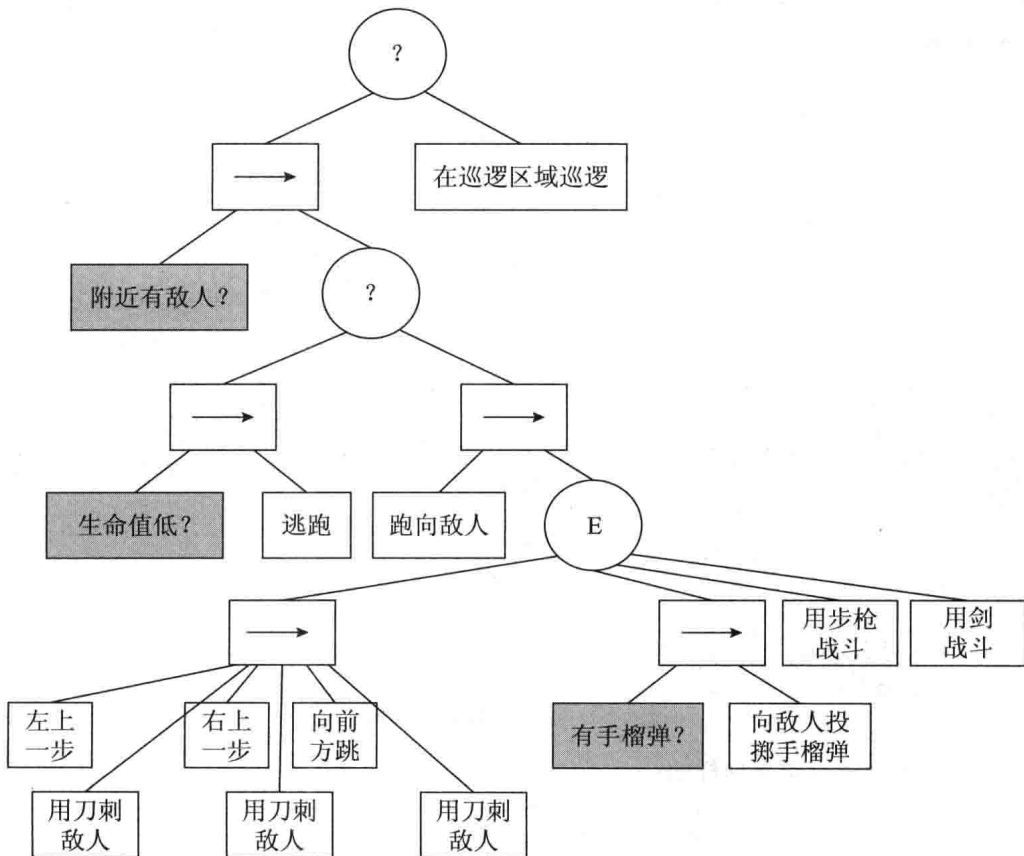 ?
在巡逻区域巡逻
附近有敌人?
?
生命值低?
逃跑
跑向敌人
E
用步枪
战斗
用剑
战斗
左上
一步
右上
一步
向前
方跳
有手榴弹?
向敌人投
掷手榴弹
用刀刺
敌人
用刀刺
敌人
用刀刺
敌人